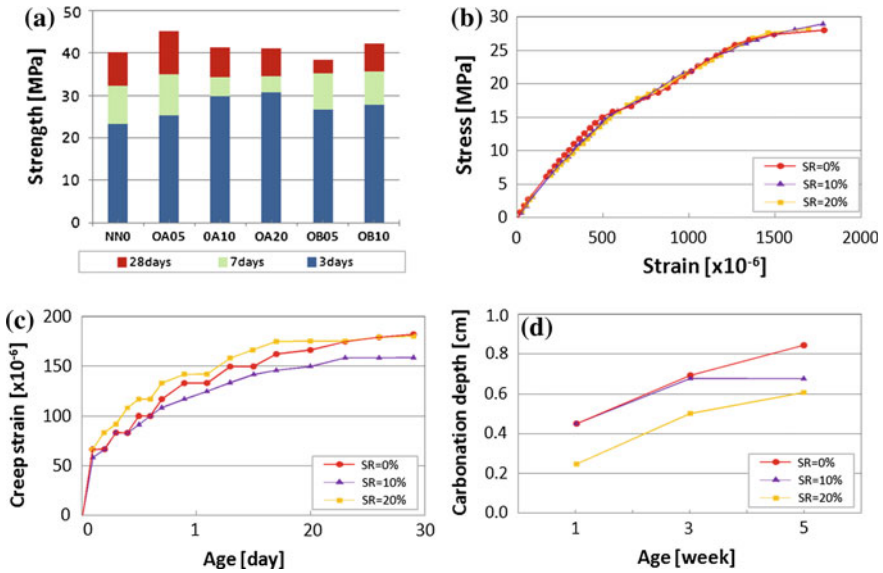 (a)
Strength [MPa]
50
40
30
20
10
0
NN0 OA05 0A10 OA20 OB05 OB10
28days 7days 3days
(b)
Stress [MPa]
30
25
20
15
10
5
0
0 500 1000 1500 2000
Strain [x10-6]
SR=0%
SR=10%
SR=20%
(c)
Creep strain [x10-6]
200
150
100
50
0
0 1 20 30
Age [day]
SR=0%
SR=10%
SR=20%
(d)
Carbonation depth [cm]
1.0
0.8
0.6
0.4
0.2
0.0
1 3 5
Age [week]
SR=0%
SR=10%
SR=20%